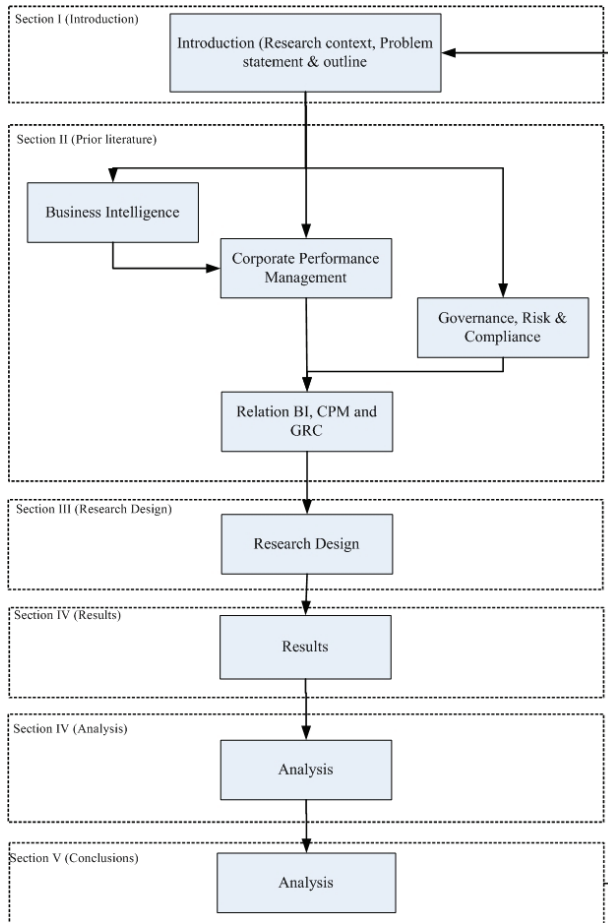 Section I (Introduction)
Introduction (Research context, Problem
statement & outline
Section II (Prior literature)
Business Intelligence
Corporate Performance
Management
Governance, Risk &
Compliance
Relation BI, CPM and
GRC
Section III (Research Design)
Research Design
Section IV (Results)
Results
Section IV (Analysis)
Analysis
Section V (Conclusions)
Analysis